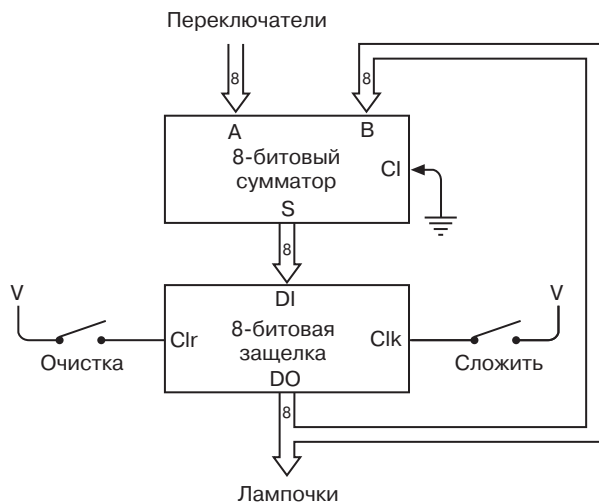 Переключатели
8
8
A
B
8-битовый
сумматор
CI
S
8
V
V
DI
Clr
8-битовая
защелка
Clk
Очистка
Сложить
DO
8
Лампочки